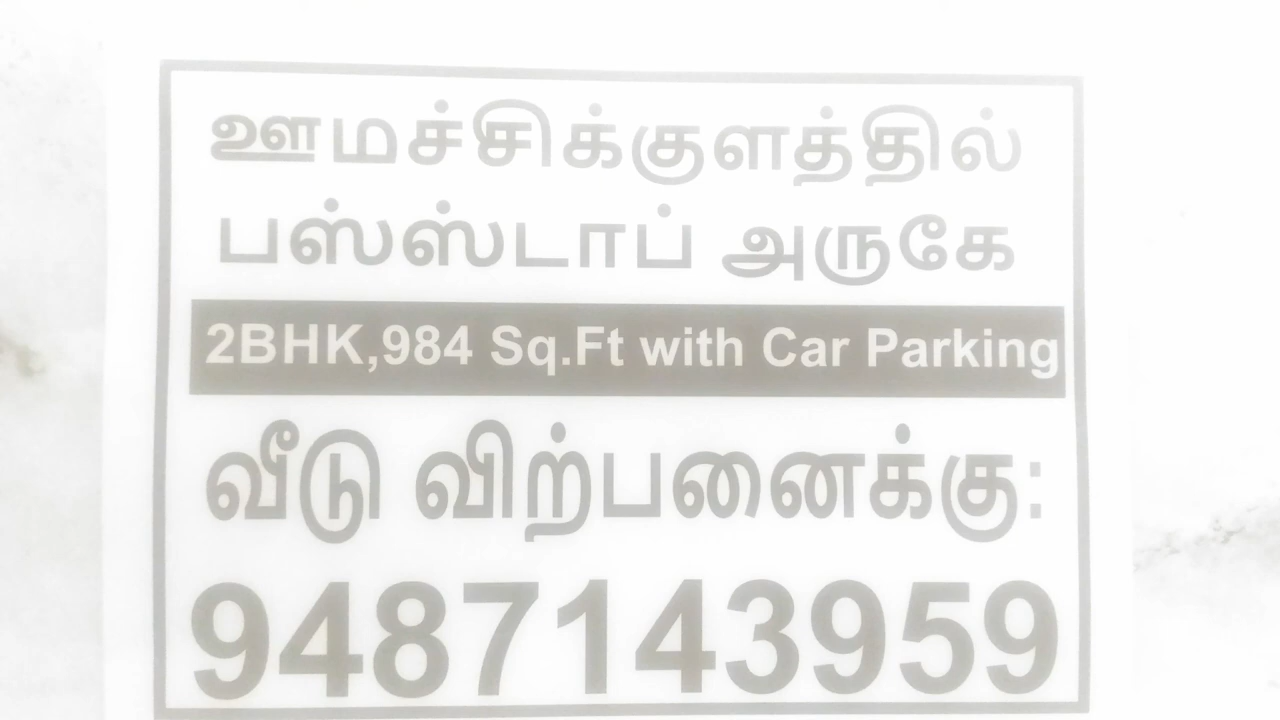 ஊமச்சிக்குளத்தில்
பஸ்ஸ்டாப் அருகே
2BHK,984 Sq.Ft with Car Parking
வீடு விற்பனைக்கு:
9487143959